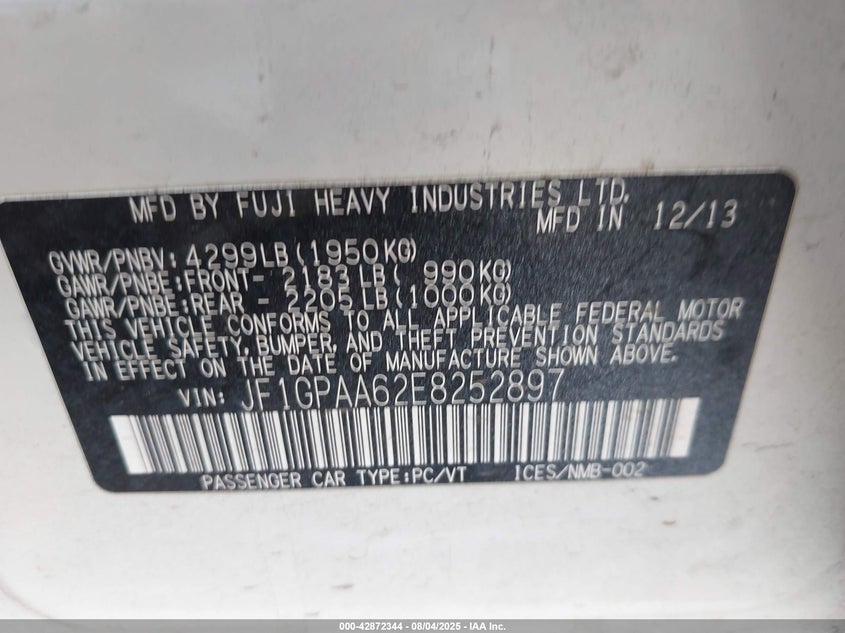 MFD BY FUJI HEAVY INDUSTRIES LTD.
MFD IN 12/13
GVWR/PNBV: 4299LB (1950KG)
GAWR/PNBE: FRONT- 2183 LB ( 990KG)
GAWR/PNBE: REAR - 2205 LB (1000KG)
THIS VEHICLE CONFORMS TO ALL APPLICABLE FEDERAL MOTOR
VEHICLE SAFETY, BUMPER, AND THEFT PREVENTION STANDARDS
IN EFFECT ON THE DATE OF MANUFACTURE SHOWN ABOVE.
VIN: JF1GPAA62E8252897
PASSENGER CAR TYPE:PC/VT ICES/NMB-002
000-42872344 | 08/04/2025 - IAA Inc.